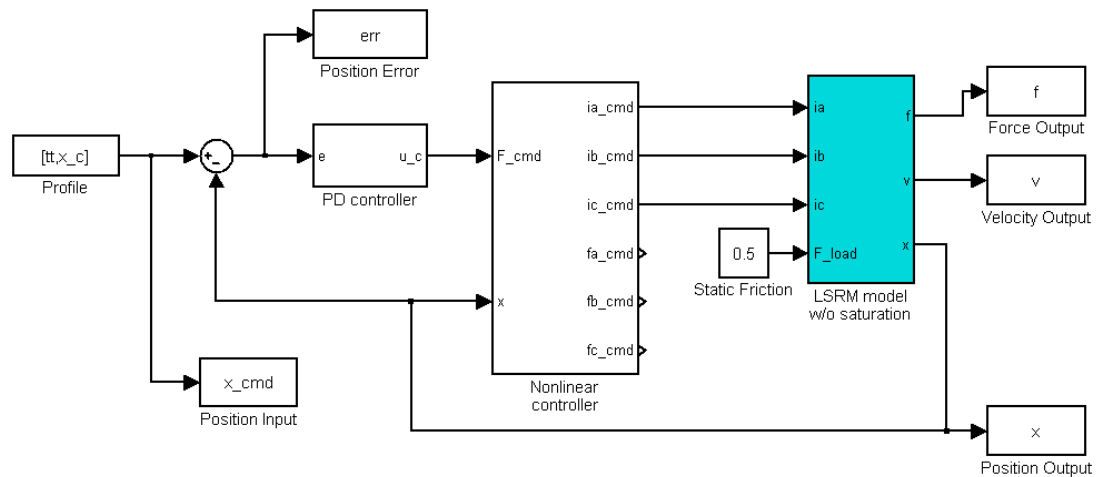 err
Position Error
[tt,x_c]
Profile
+
-
e
u_c
PD controller
F_cmd
x
ia_cmd
ib_cmd
ic_cmd
fa_cmd
fb_cmd
fc_cmd
Nonlinear
controller
0.5
Static Friction
ia
ib
ic
F_load
f
v
x
LSRM model
w/o saturation
f
Force Output
v
Velocity Output
x
Position Output
x_cmd
Position Input